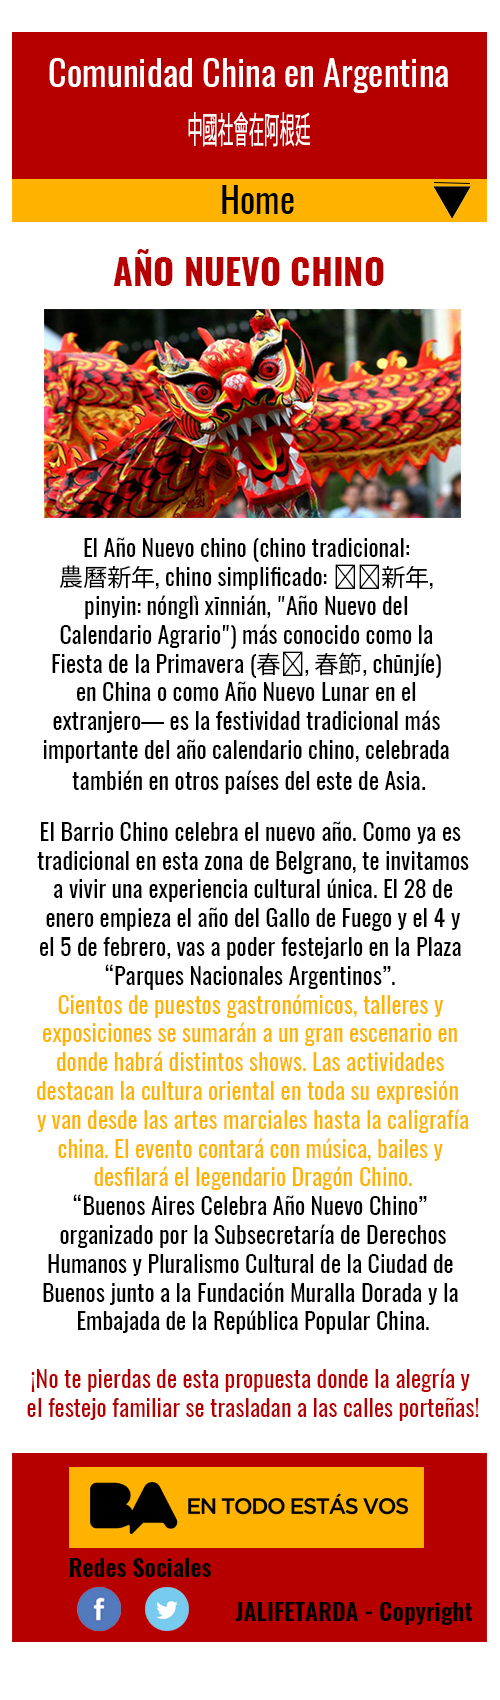 Comunidad China en Argentina
中國社會在阿根廷
Home
AÑO NUEVO CHINO
El Año Nuevo chino (chino tradicional:
農曆新年, chino simplificado: 新年,
pinyin: nónglì xīnnián, "Año Nuevo del
Calendario Agrario") más conocido como la
Fiesta de la Primavera (春, 春節, chūnjíe)
en China o como Año Nuevo Lunar en el
extranjero— es la festividad tradicional más
importante del año calendario chino, celebrada
también en otros países del este de Asia.
El Barrio Chino celebra el nuevo año. Como ya es
tradicional en esta zona de Belgrano, te invitamos
a vivir una experiencia cultural única. El 28 de
enero empieza el año del Gallo de Fuego y el 4 y
el 5 de febrero, vas a poder festejarlo en la Plaza
“Parques Nacionales Argentinos”.
Cientos de puestos gastronómicos, talleres y
exposiciones se sumarán a un gran escenario en
donde habrá distintos shows. Las actividades
destacan la cultura oriental en toda su expresión
y van desde las artes marciales hasta la caligrafía
china. El evento contará con música, bailes y
desfilará el legendario Dragón Chino.
“Buenos Aires Celebra Año Nuevo Chino”
organizado por la Subsecretaría de Derechos
Humanos y Pluralismo Cultural de la Ciudad de
Buenos junto a la Fundación Muralla Dorada y la
Embajada de la República Popular China.
¡No te pierdas de esta propuesta donde la alegría y
el festejo familiar se trasladan a las calles porteñas!
BA EN TODO ESTÁS VOS
Redes Sociales
JALIFETARDA - Copyright